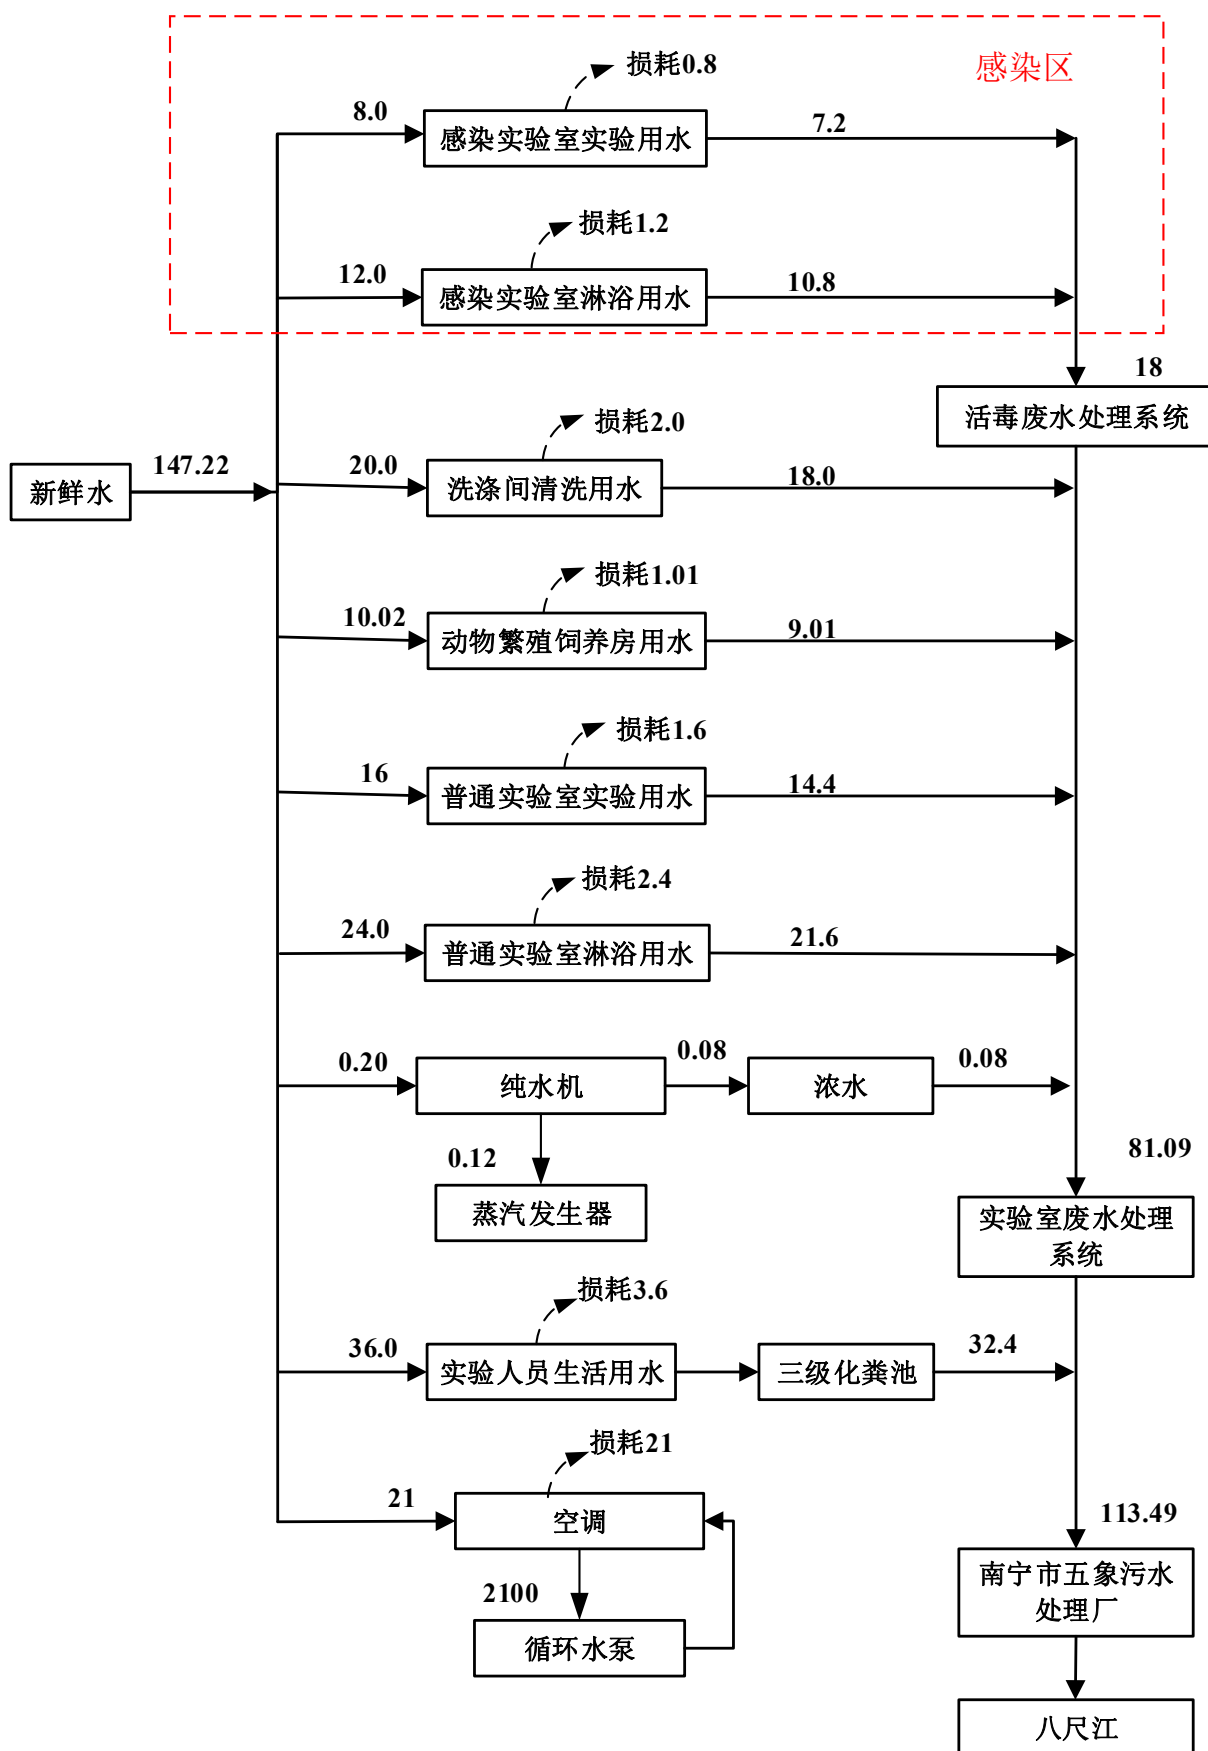 感染区
损耗0.8
8.0
感染实验室实验用水
7.2
损耗1.2
12.0
感染实验室淋浴用水
10.8
18
活毒废水处理系统
损耗2.0
新鲜水
147.22
20.0
洗涤间清洗用水
18.0
损耗1.01
10.02
动物繁殖饲养房用水
9.01
损耗1.6
16
普通实验室实验用水
14.4
损耗2.4
24.0
普通实验室淋浴用水
21.6
0.20
纯水机
0.08
浓水
0.08
0.12
蒸汽发生器
81.09
实验室废水处理
系统
损耗3.6
36.0
实验人员生活用水
三级化粪池
32.4
损耗21
21
空调
2100
循环水泵
113.49
南宁市五象污水
处理厂
八尺江